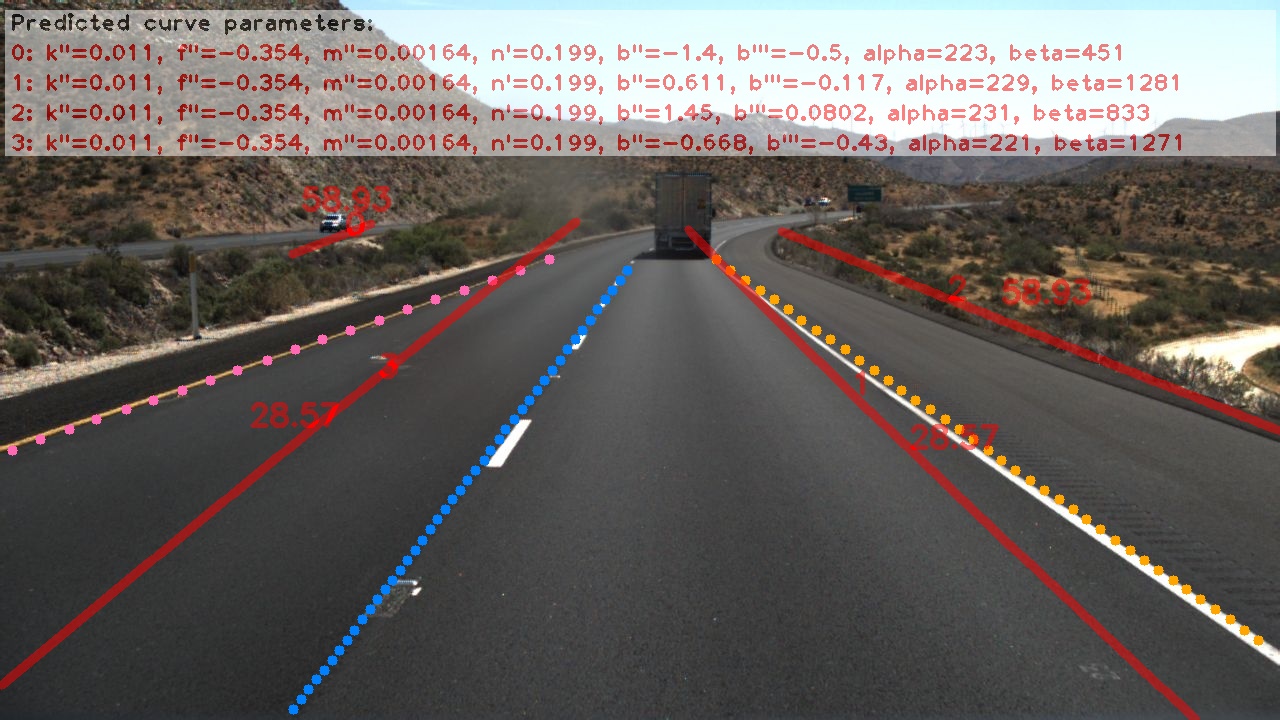 Predicted curve parameters:
0: k''=0.011, f''=−0.354, m''=0.00164, n'=0.199, b''=−1.4, b'''=−0.5, alpha=223, beta=451
1: k''=0.011, f''=−0.354, m''=0.00164, n'=0.199, b''=0.611, b'''=−0.117, alpha=229, beta=1281
2: k''=0.011, f''=−0.354, m''=0.00164, n'=0.199, b''=1.45, b'''=0.0802, alpha=231, beta=833
3: k''=0.011, f''=−0.354, m''=0.00164, n'=0.199, b''=−0.668, b'''=−0.43, alpha=221, beta=1271
58.93
0
2 58.93
3
1
28.57
28.57